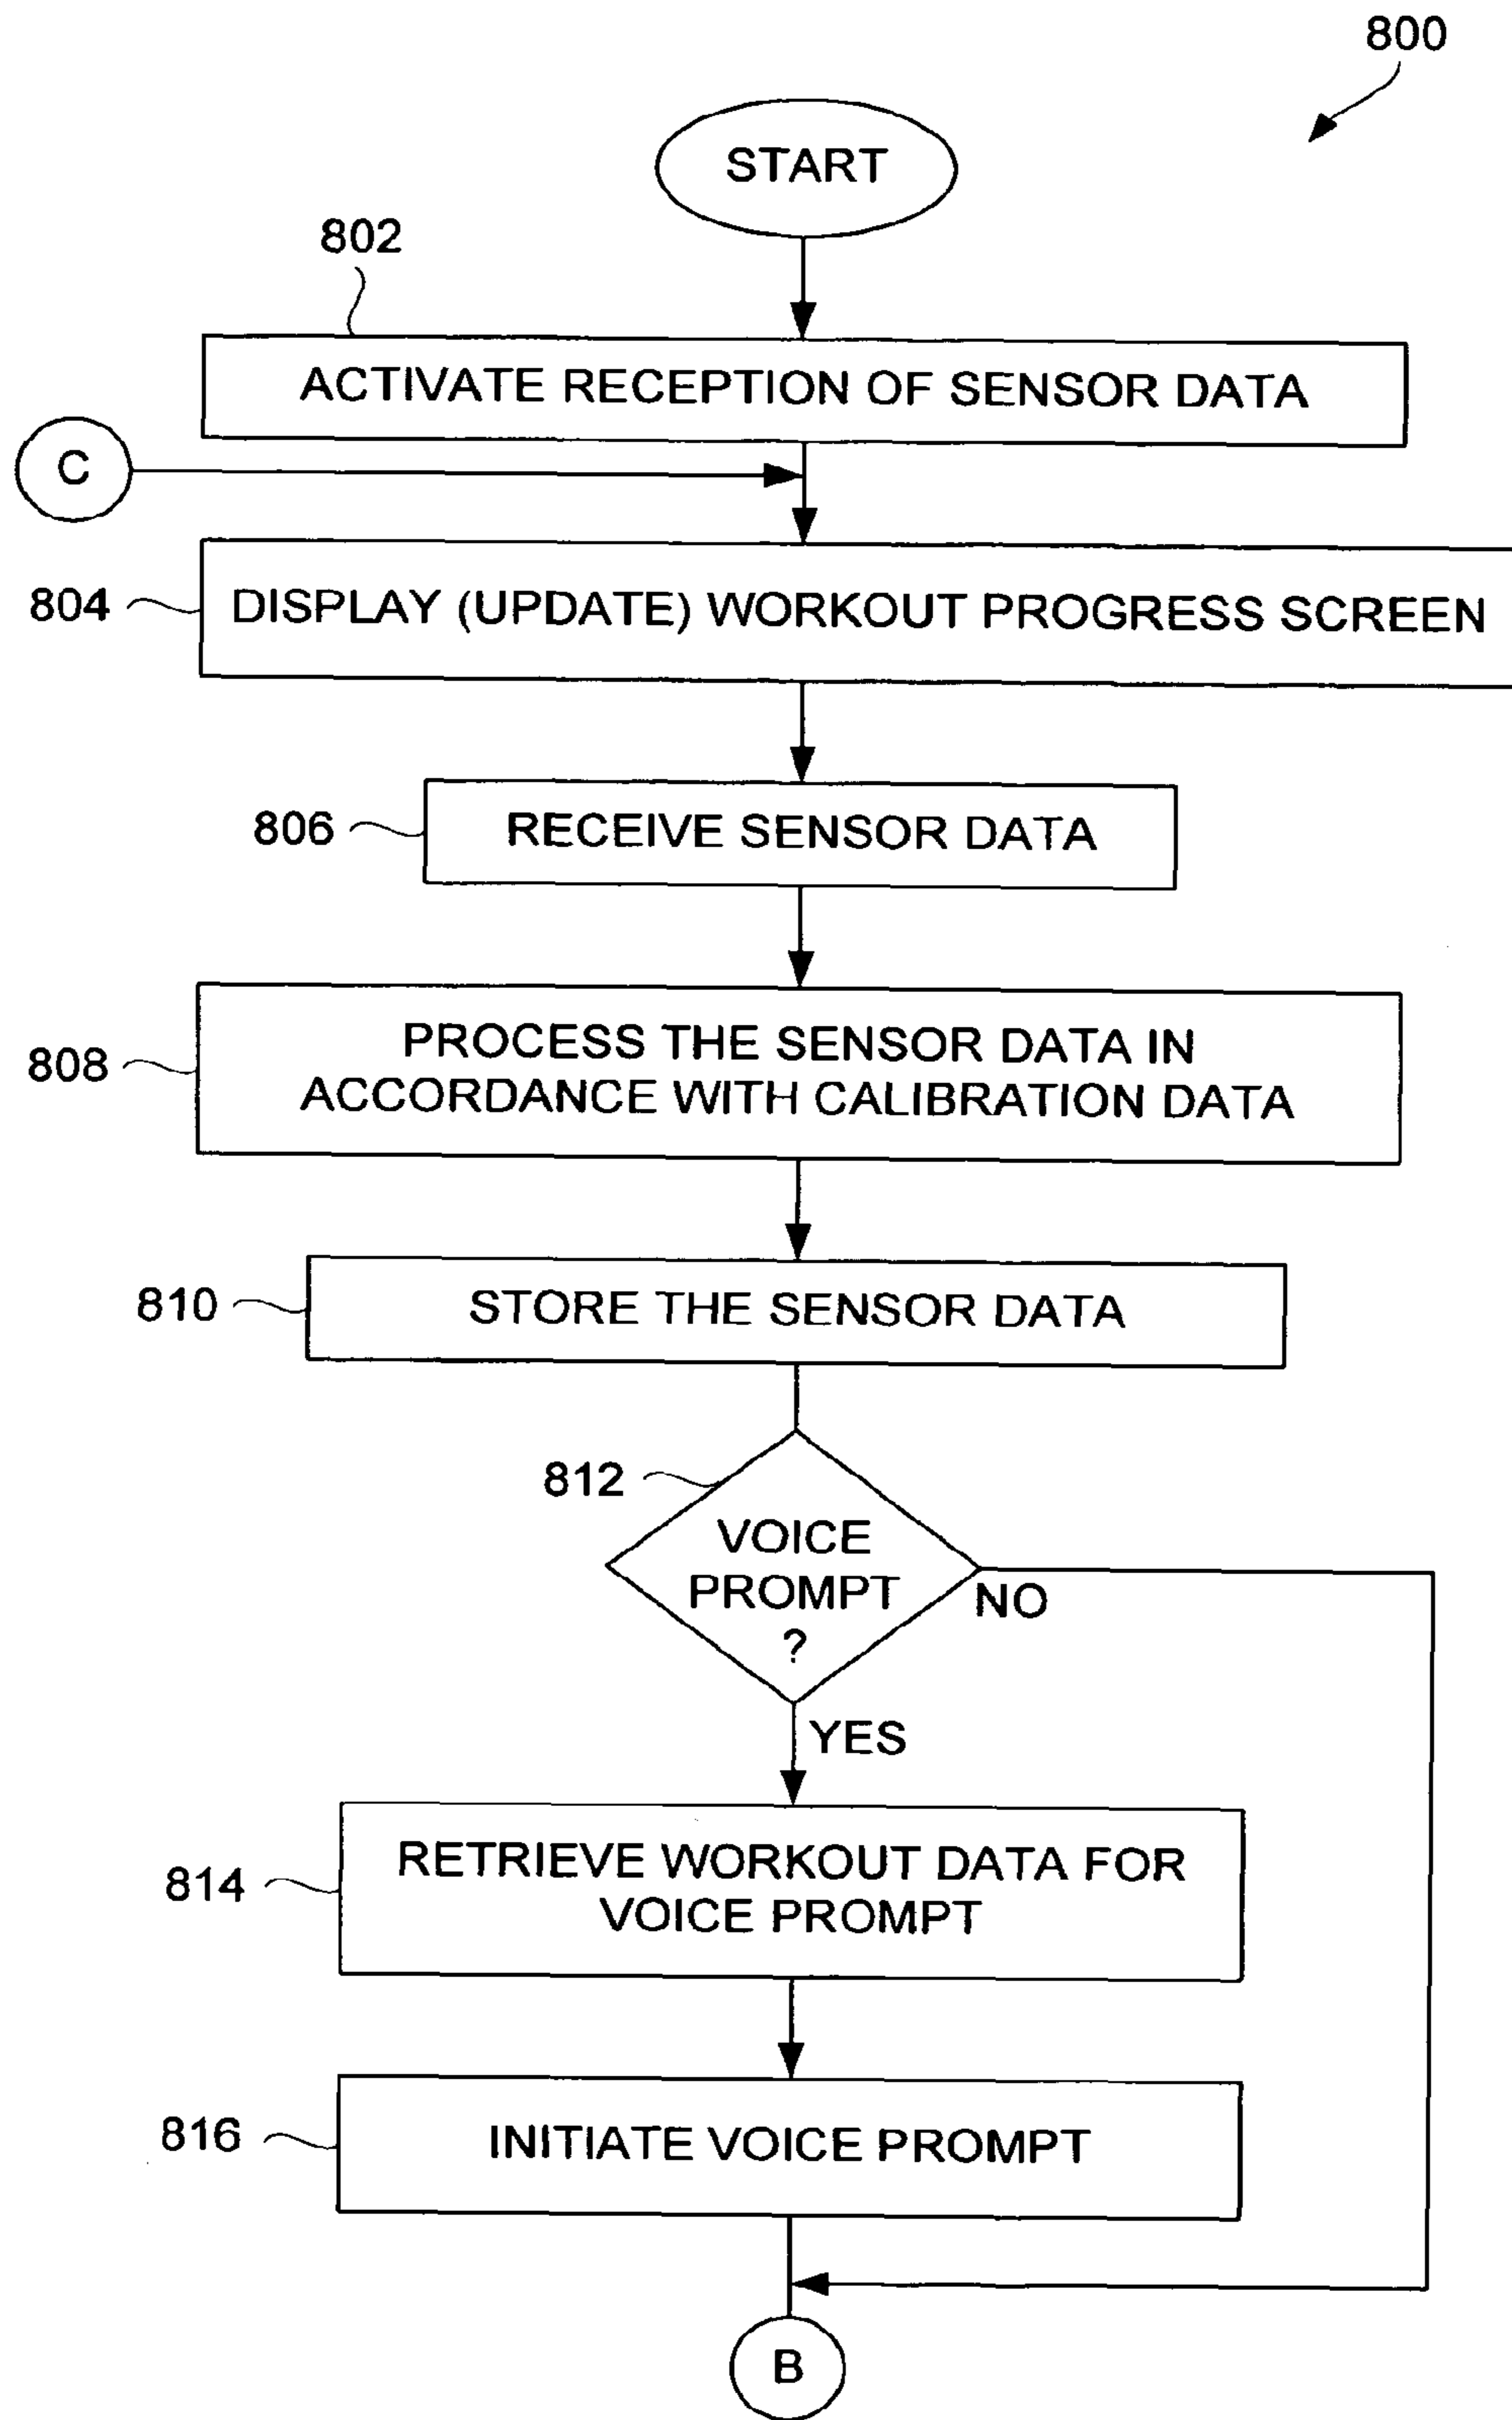 800
START
802
ACTIVATE RECEPTION OF SENSOR DATA
C
804
DISPLAY (UPDATE) WORKOUT PROGRESS SCREEN
806
RECEIVE SENSOR DATA
808
PROCESS THE SENSOR DATA IN
ACCORDANCE WITH CALIBRATION DATA
810
STORE THE SENSOR DATA
812
VOICE
PROMPT
?
NO
YES
814
RETRIEVE WORKOUT DATA FOR
VOICE PROMPT
816
INITIATE VOICE PROMPT
B